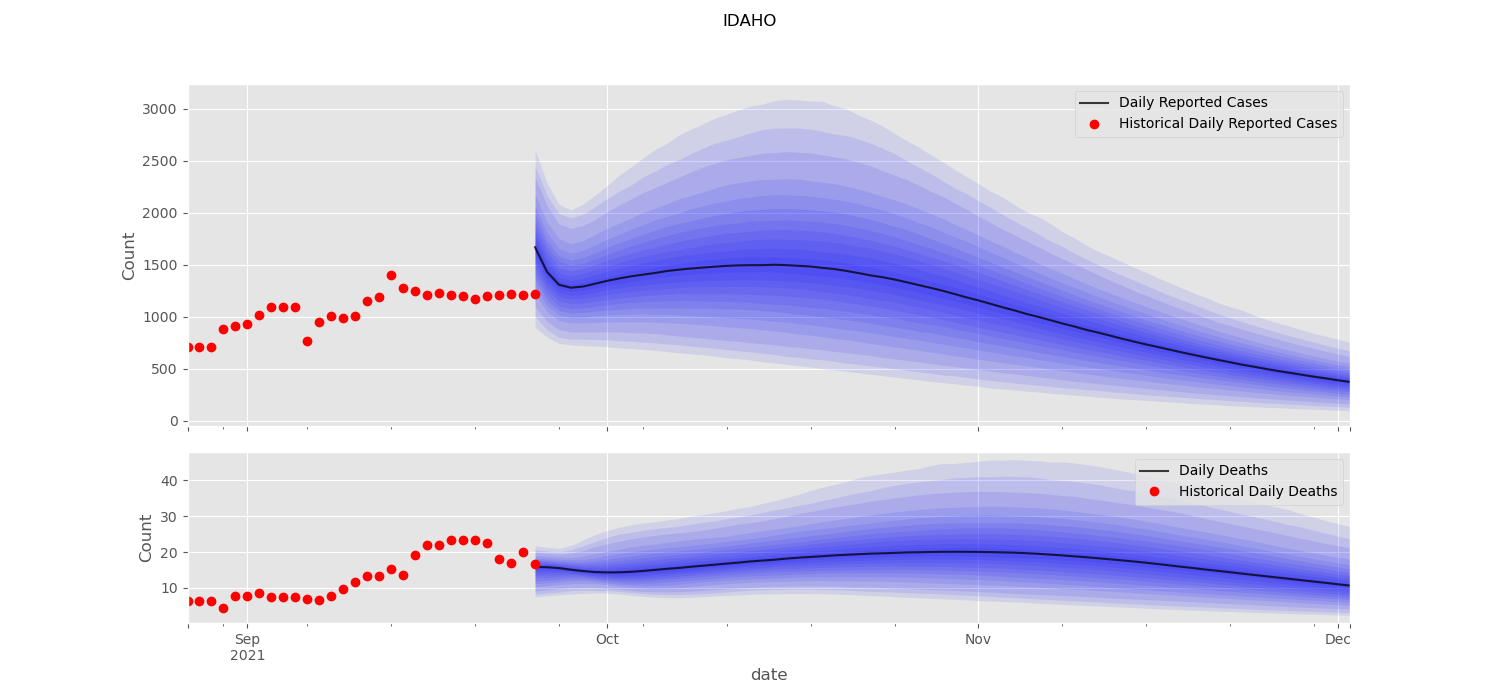 IDAHO
3000
2500
2000
1500
1000
500
0
Count
Daily Reported Cases
Historical Daily Reported Cases
40
30
20
10
Count
Daily Deaths
Historical Daily Deaths
Sep
2021
Oct
Nov
Dec
date